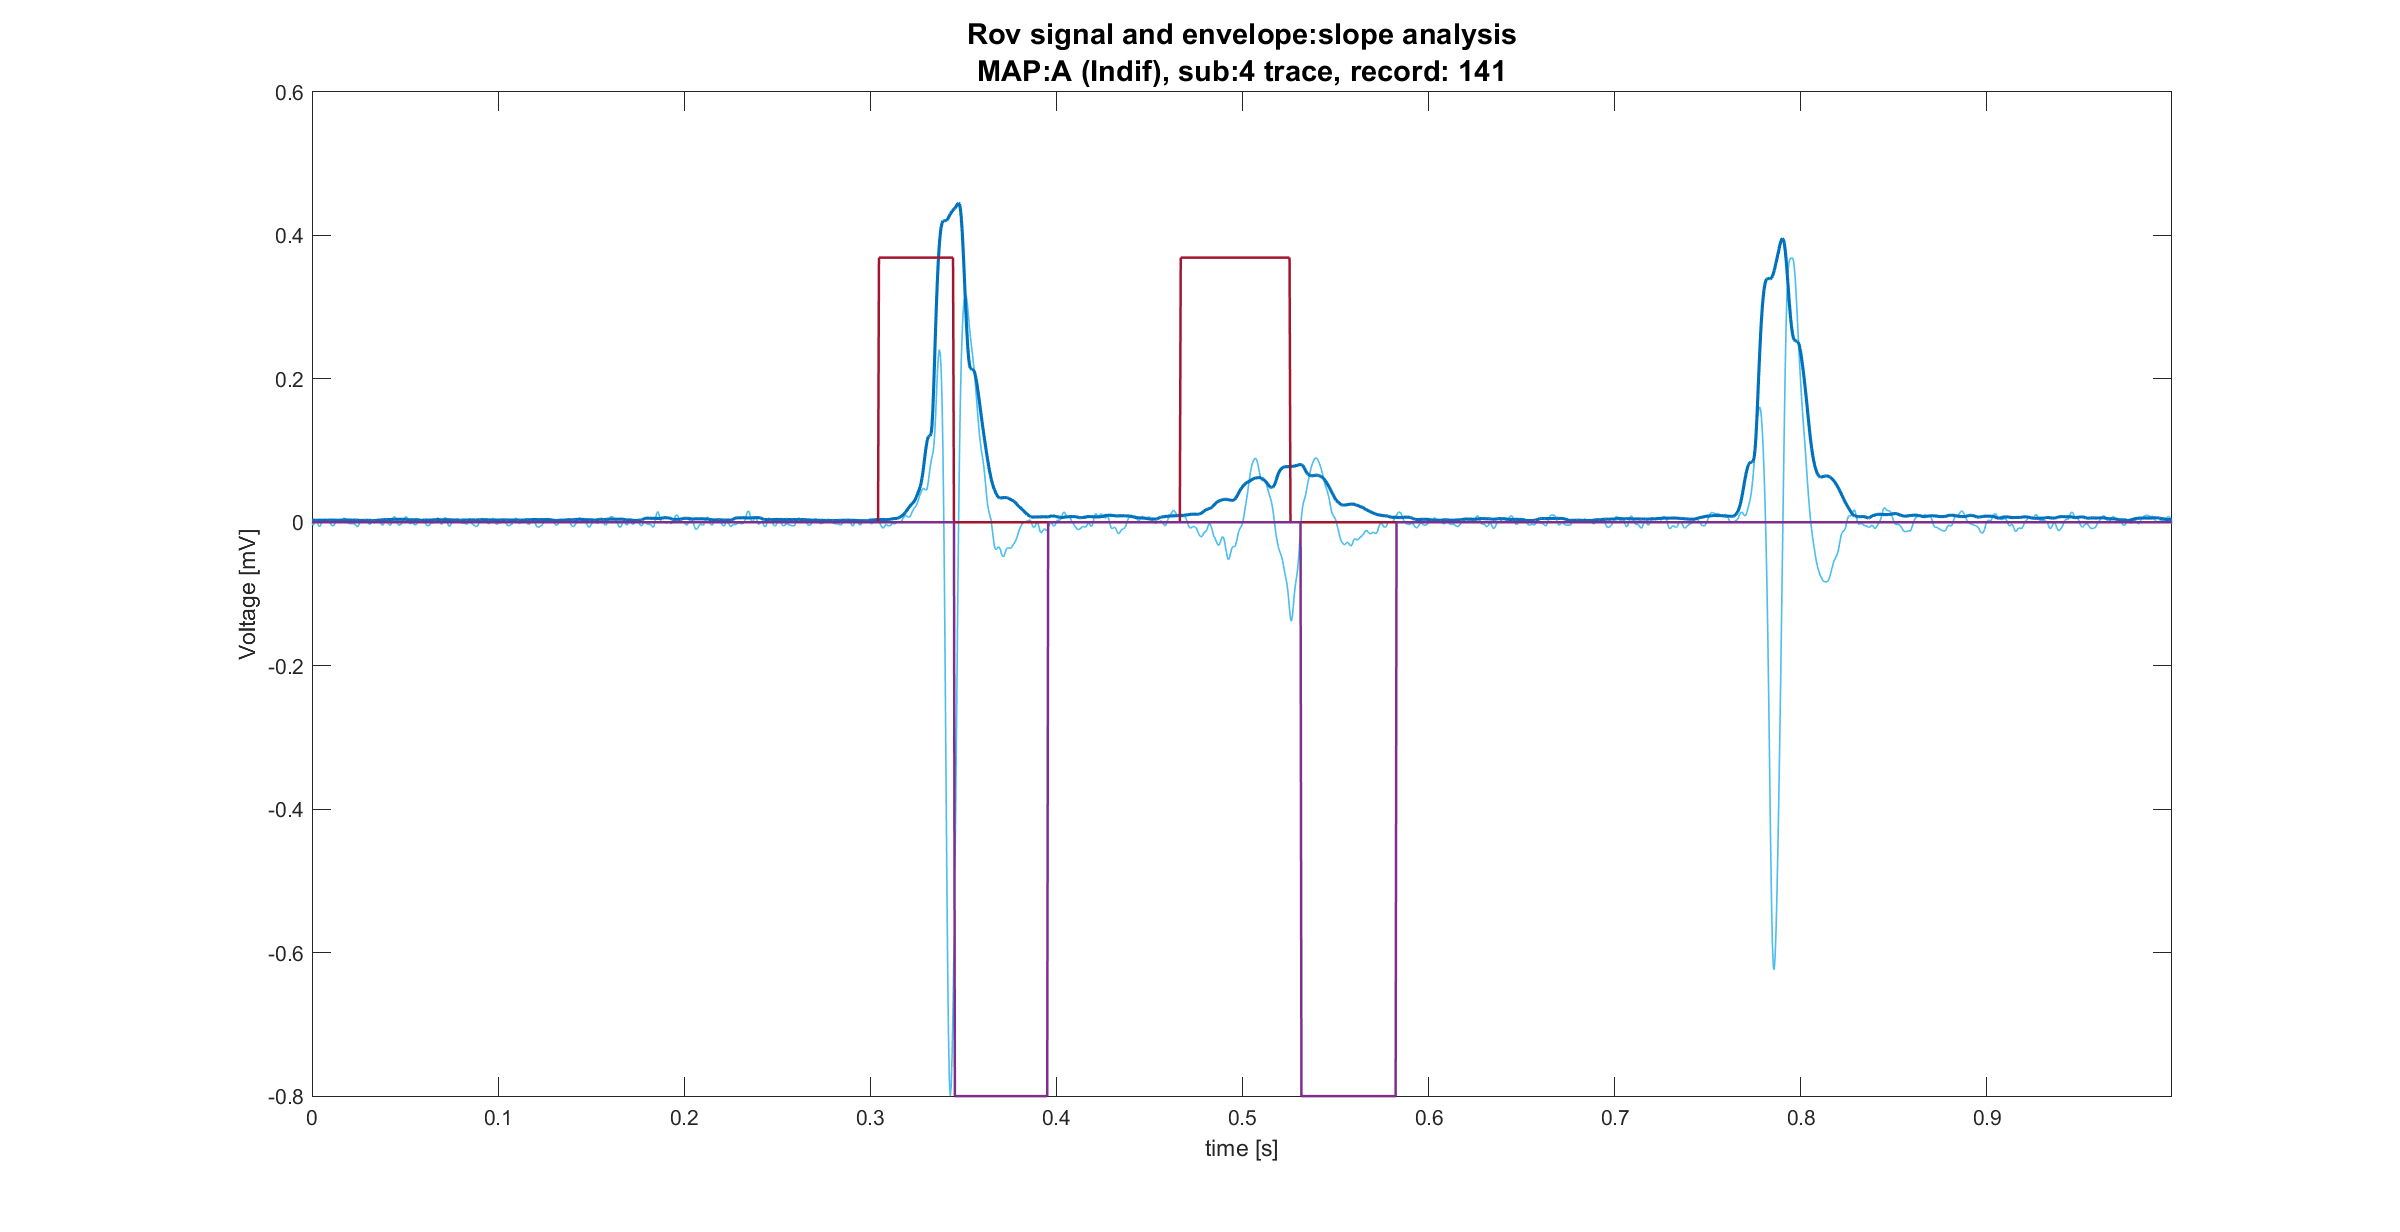 Rov signal and envelope:slope analysis
MAP:A (Indif), sub:4 trace, record: 141
0.6
0.4
0.2
0
-0.2
-0.4
-0.6
-0.8
Voltage [mV]
0 0.1 0.2 0.3 0.4 0.5 0.6 0.7 0.8 0.9
time [s]